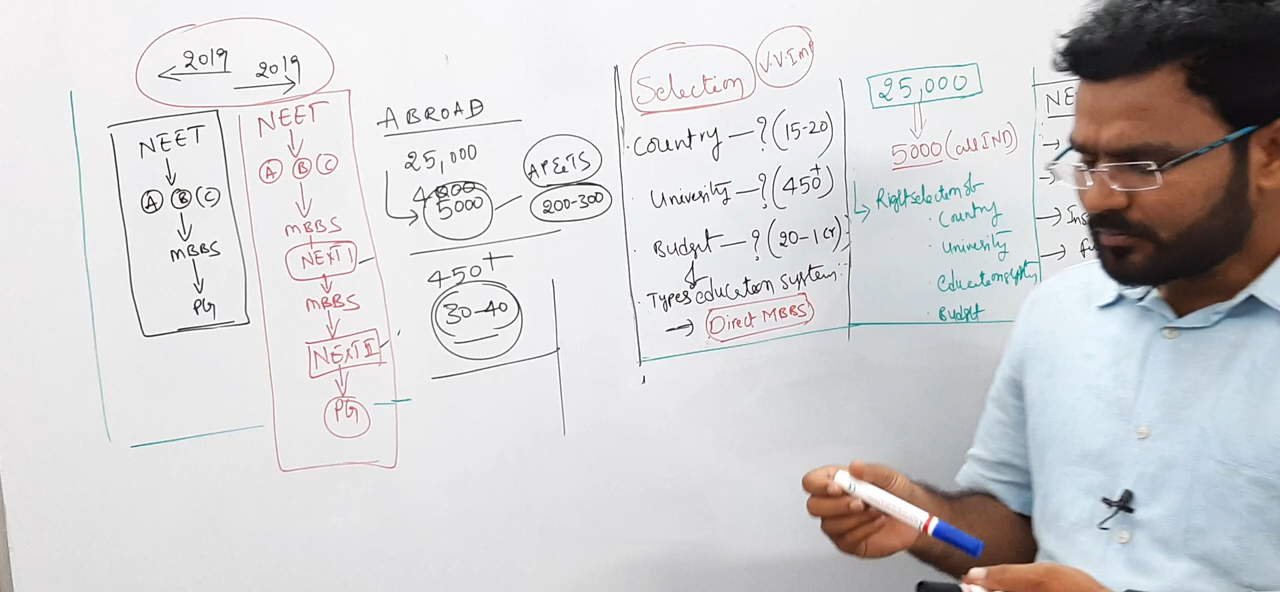 2019
2019
NEET
A B C
MBBS
PG
NEET
A B C
MBBS
NEXT I
MBBS
NEXT II
PG
ABROAD
25,000
5000
AP & TS
200-300
450+
30-40
Selection
V.V.Imp
Country - ? (15-20)
University - ? (450+)
Budget - ? (20-1 cr)
Types education system:-
→ Direct MBBS
25,000
5000 (all IND)
Right selection of
· Country
· University
· Education system
· Budget
NE